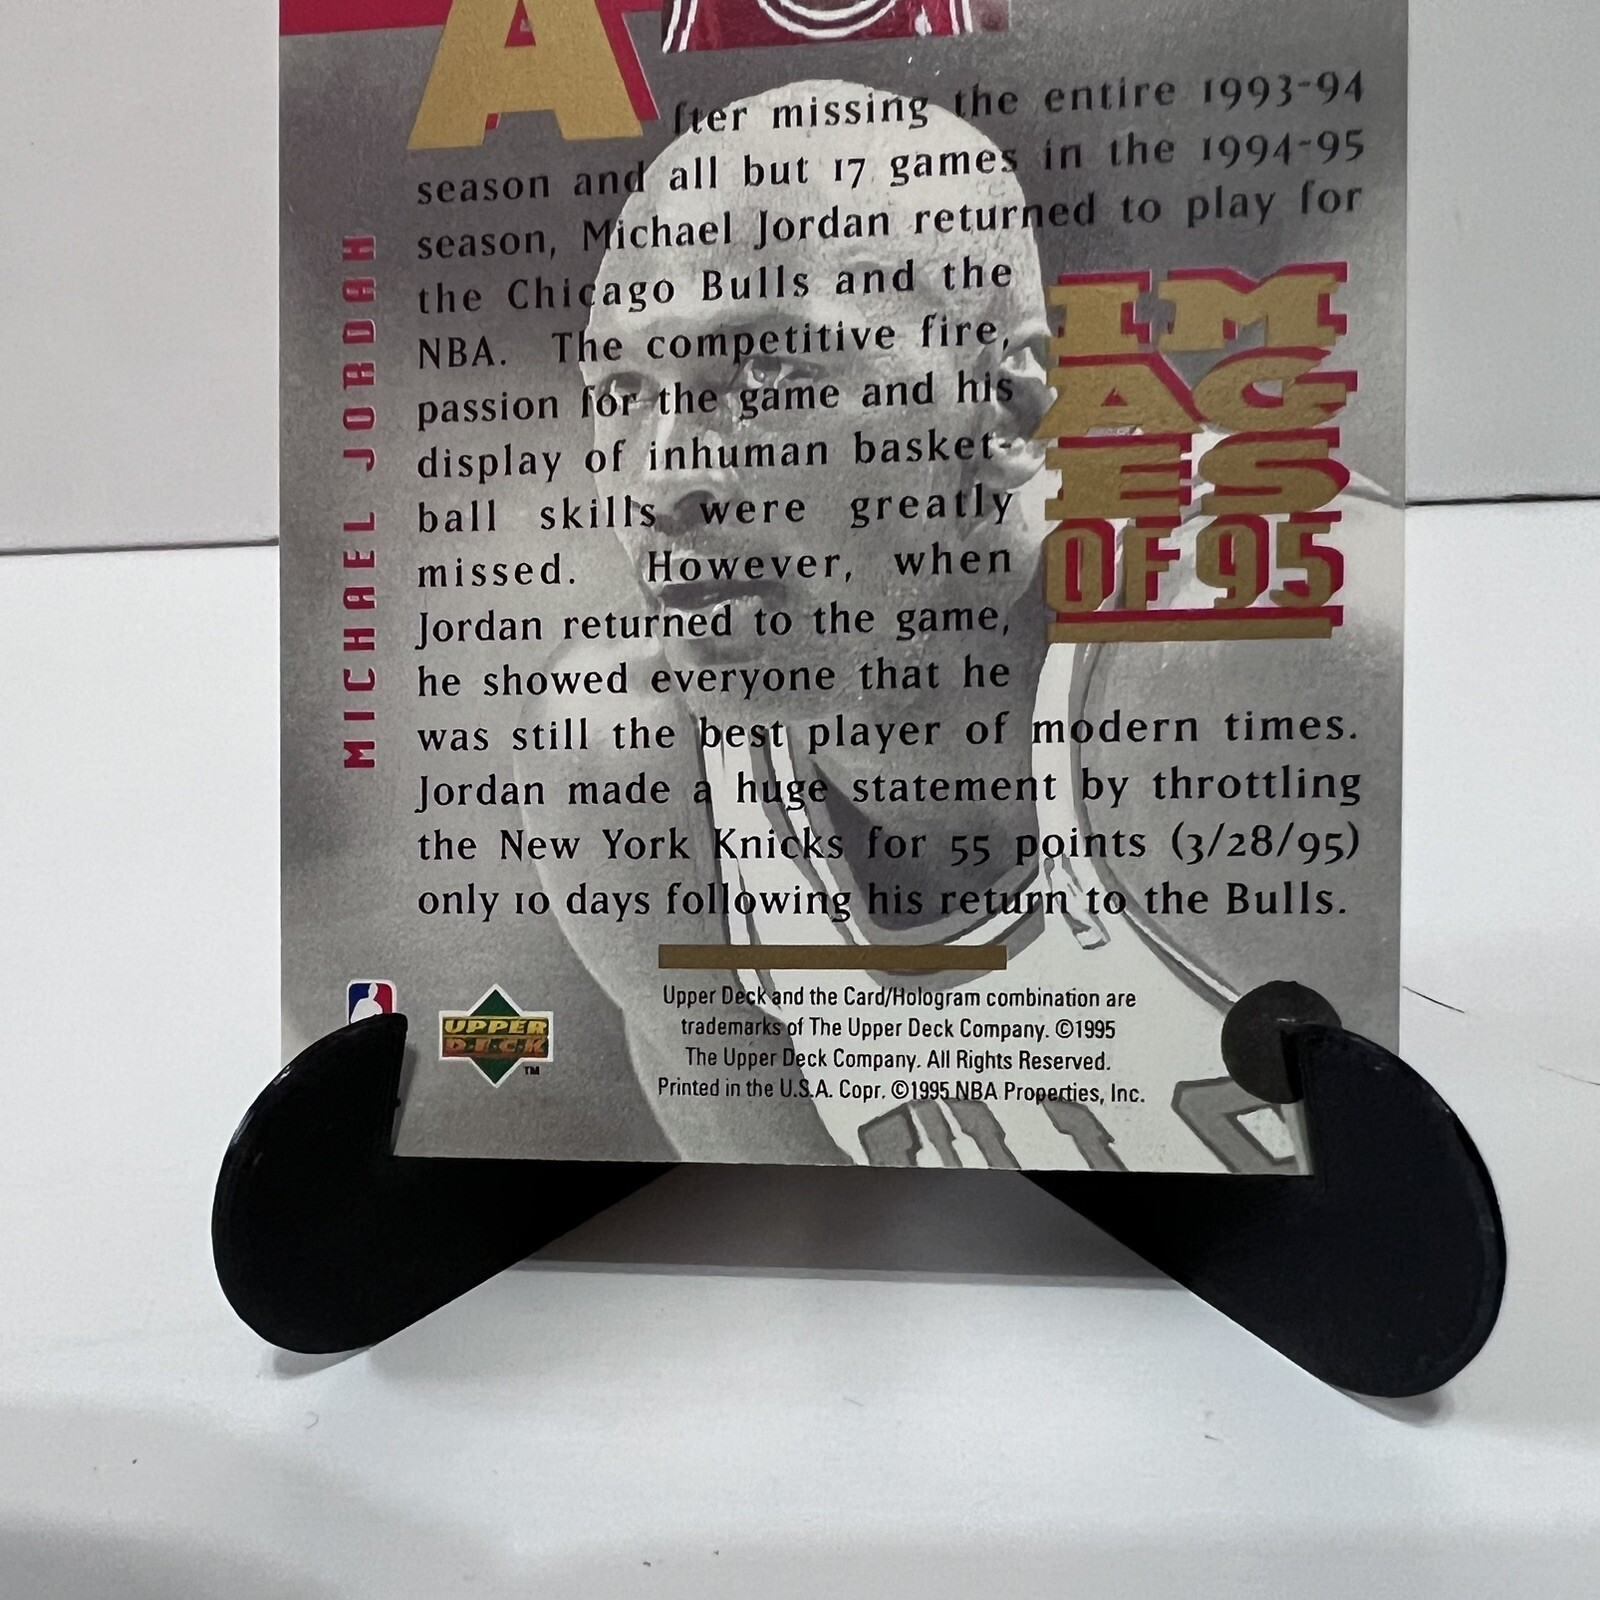 After missing the entire 1993-94
season and all but 17 games in the 1994-95
season, Michael Jordan returned to play for
the Chicago Bulls and the
NBA. The competitive fire,
passion for the game and his
display of inhuman basket-
ball skills were greatly
missed. However, when
Jordan returned to the game,
he showed everyone that he
was still the best player of modern times.
Jordan made a huge statement by throttling
the New York Knicks for 55 points (3/28/95)
only 10 days following his return to the Bulls.
MICHAEL JORDAN
IM
AG
ES
OF 95
UPPER
DECK
TM
Upper Deck and the Card/Hologram combination are
trademarks of The Upper Deck Company. ©1995
The Upper Deck Company. All Rights Reserved.
Printed in the U.S.A. Copr. ©1995 NBA Properties, Inc.